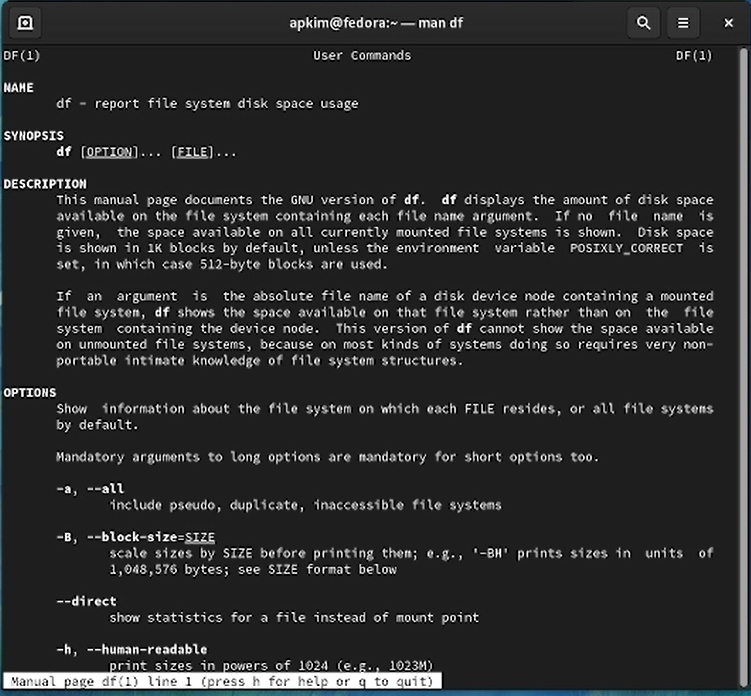 apkim@fedora:~ — man df
DF(1) User Commands DF(1)
NAME
df - report file system disk space usage
SYNOPSIS
df [OPTION]... [FILE]...
DESCRIPTION
This manual page documents the GNU version of df. df displays the amount of disk space
available on the file system containing each file name argument. If no file name is
given, the space available on all currently mounted file systems is shown. Disk space
is shown in 1K blocks by default, unless the environment variable POSIXLY_CORRECT is
set, in which case 512-byte blocks are used.
If an argument is the absolute file name of a disk device node containing a mounted
file system, df shows the space available on that file system rather than on the file
system containing the device node. This version of df cannot show the space available
on unmounted file systems, because on most kinds of systems doing so requires very non-
portable intimate knowledge of file system structures.
OPTIONS
Show information about the file system on which each FILE resides, or all file systems
by default.
Mandatory arguments to long options are mandatory for short options too.
-a, --all
include pseudo, duplicate, inaccessible file systems
-B, --block-size=SIZE
scale sizes by SIZE before printing them; e.g., '-BM' prints sizes in units of
1,048,576 bytes; see SIZE format below
--direct
show statistics for a file instead of mount point
-h, --human-readable
print sizes in powers of 1024 (e.g., 1023M)
Manual page df(1) line 1 (press h for help or q to quit)